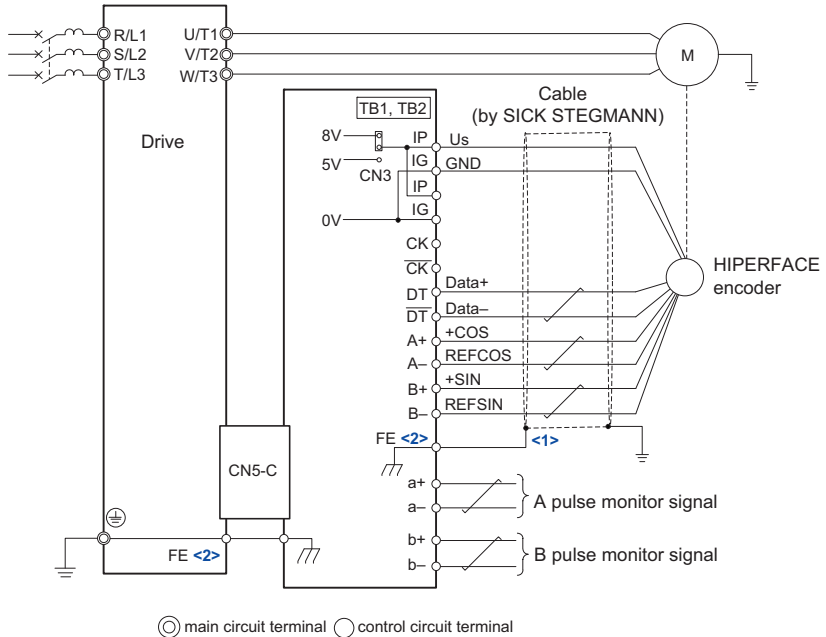 R/L1
S/L2
T/L3
U/T1
V/T2
W/T3
M
Drive
TB1, TB2
Cable
(by SICK STEGMANN)
8V
5V
CN3
0V
IP
Us
IG
GND
IP
IG
CK
CK
DT
Data+
DT
Data–
A+
+COS
A–
REFCOS
B+
+SIN
B–
REFSIN
HIPERFACE
encoder
FE <2>
<1>
CN5-C
a+
a–
A pulse monitor signal
b+
b–
B pulse monitor signal
FE <2>
main circuit terminal
control circuit terminal